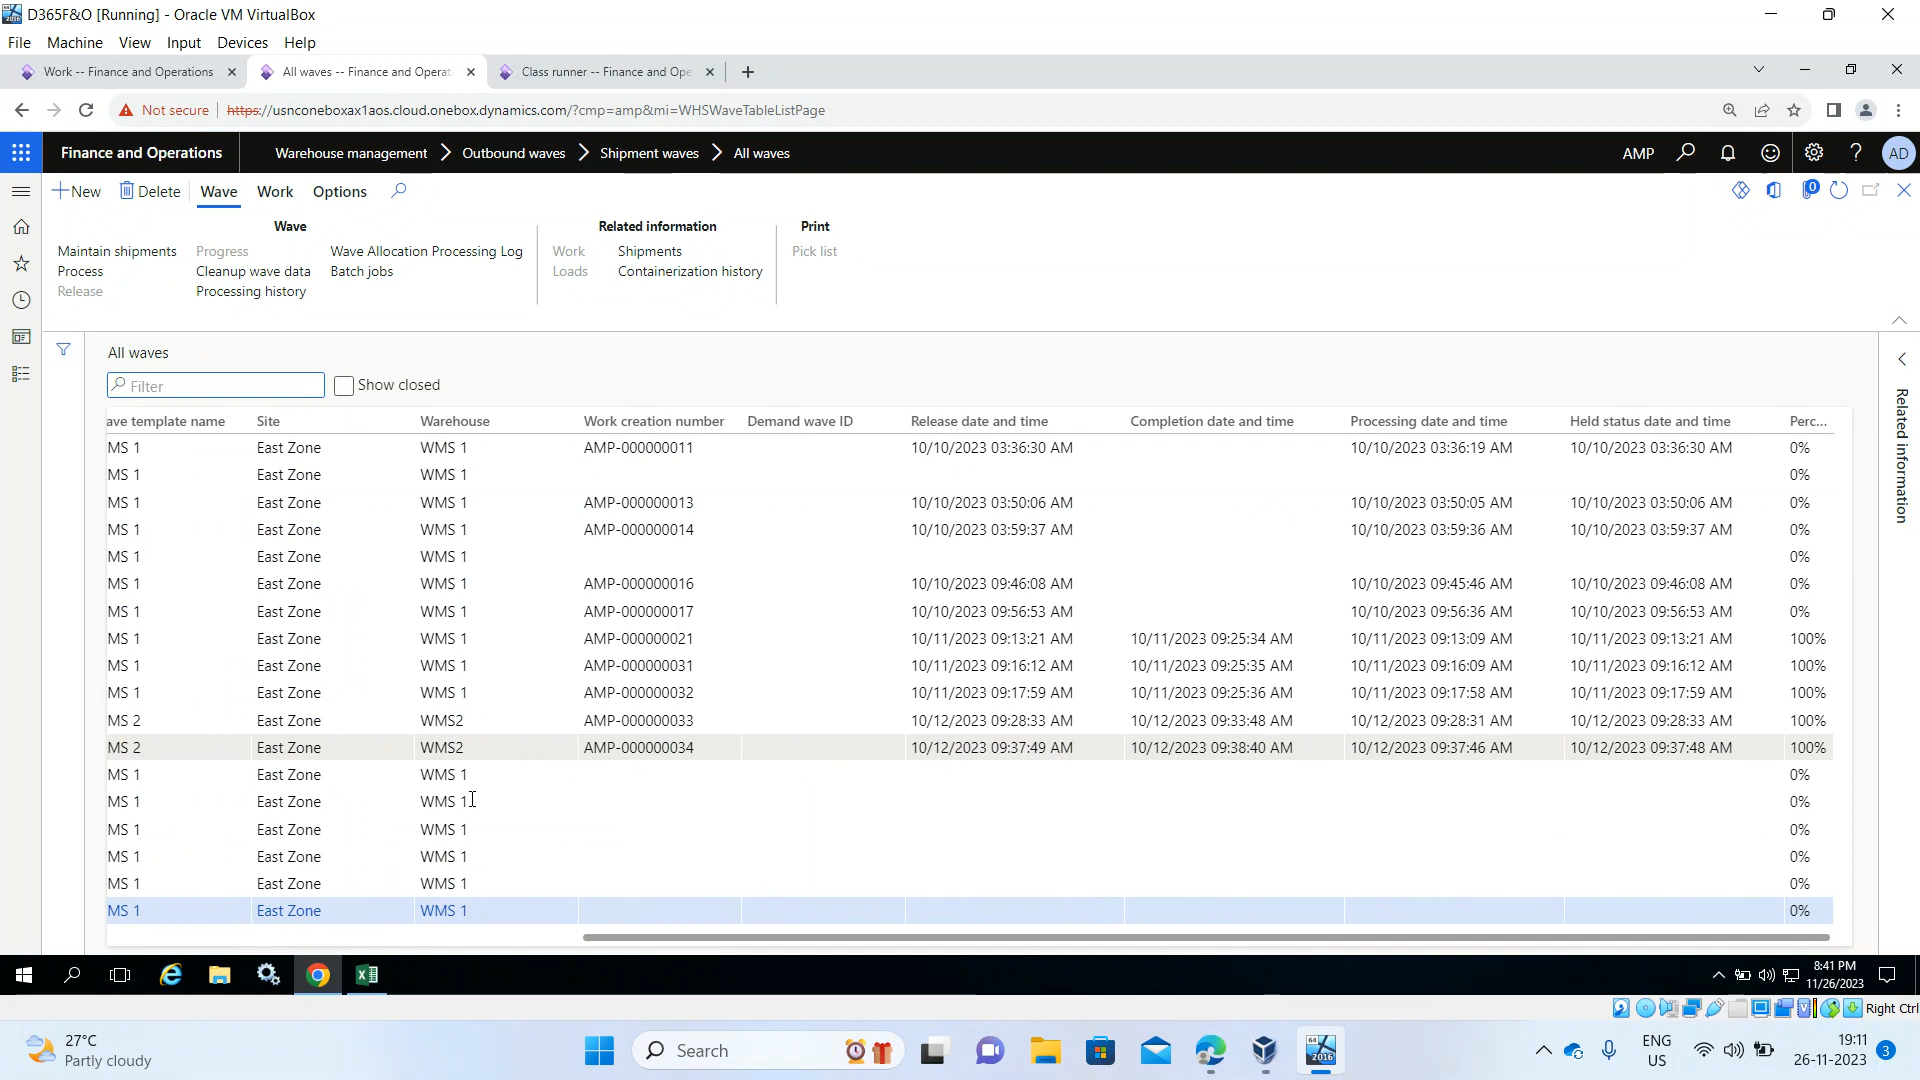 D365F&O [Running] - Oracle VM VirtualBox
File Machine View Input Devices Help
Work -- Finance and Operations
All waves -- Finance and Operat
Class runner -- Finance and Ope
Not secure https://usnconeboxax1aos.cloud.onebox.dynamics.com/?cmp=amp&mi=WHSWaveTableListPage
Finance and Operations Warehouse management Outbound waves Shipment waves All waves AMP ? AD
New Delete Wave Work Options 0
Wave Related information Print
Maintain shipments Progress Wave Allocation Processing Log Work Shipments Pick list
Process Cleanup wave data Batch jobs Loads Containerization history
Release Processing history
All waves
Filter Show closed
Related information
ave template name Site Warehouse Work creation number Demand wave ID Release date and time Completion date and time Processing date and time Held status date and time Perc...
MS 1 East Zone WMS 1 AMP-000000011 10/10/2023 03:36:30 AM 10/10/2023 03:36:19 AM 10/10/2023 03:36:30 AM 0%
MS 1 East Zone WMS 1 0%
MS 1 East Zone WMS 1 AMP-000000013 10/10/2023 03:50:06 AM 10/10/2023 03:50:05 AM 10/10/2023 03:50:06 AM 0%
MS 1 East Zone WMS 1 AMP-000000014 10/10/2023 03:59:37 AM 10/10/2023 03:59:36 AM 10/10/2023 03:59:37 AM 0%
MS 1 East Zone WMS 1 0%
MS 1 East Zone WMS 1 AMP-000000016 10/10/2023 09:46:08 AM 10/10/2023 09:45:46 AM 10/10/2023 09:46:08 AM 0%
MS 1 East Zone WMS 1 AMP-000000017 10/10/2023 09:56:53 AM 10/10/2023 09:56:36 AM 10/10/2023 09:56:53 AM 0%
MS 1 East Zone WMS 1 AMP-000000021 10/11/2023 09:13:21 AM 10/11/2023 09:25:34 AM 10/11/2023 09:13:09 AM 10/11/2023 09:13:21 AM 100%
MS 1 East Zone WMS 1 AMP-000000031 10/11/2023 09:16:12 AM 10/11/2023 09:25:35 AM 10/11/2023 09:16:09 AM 10/11/2023 09:16:12 AM 100%
MS 1 East Zone WMS 1 AMP-000000032 10/11/2023 09:17:59 AM 10/11/2023 09:25:36 AM 10/11/2023 09:17:58 AM 10/11/2023 09:17:59 AM 100%
MS 2 East Zone WMS2 AMP-000000033 10/12/2023 09:28:33 AM 10/12/2023 09:33:48 AM 10/12/2023 09:28:31 AM 10/12/2023 09:28:33 AM 100%
MS 2 East Zone WMS2 AMP-000000034 10/12/2023 09:37:49 AM 10/12/2023 09:38:40 AM 10/12/2023 09:37:46 AM 10/12/2023 09:37:48 AM 100%
MS 1 East Zone WMS 1 0%
MS 1 East Zone WMS 1 0%
MS 1 East Zone WMS 1 0%
MS 1 East Zone WMS 1 0%
MS 1 East Zone WMS 1 0%
MS 1 East Zone WMS 1 0%
8:41 PM
11/26/2023
Right Ctrl
27°C
Partly cloudy
Search
ENG
US
19:11
26-11-2023
3